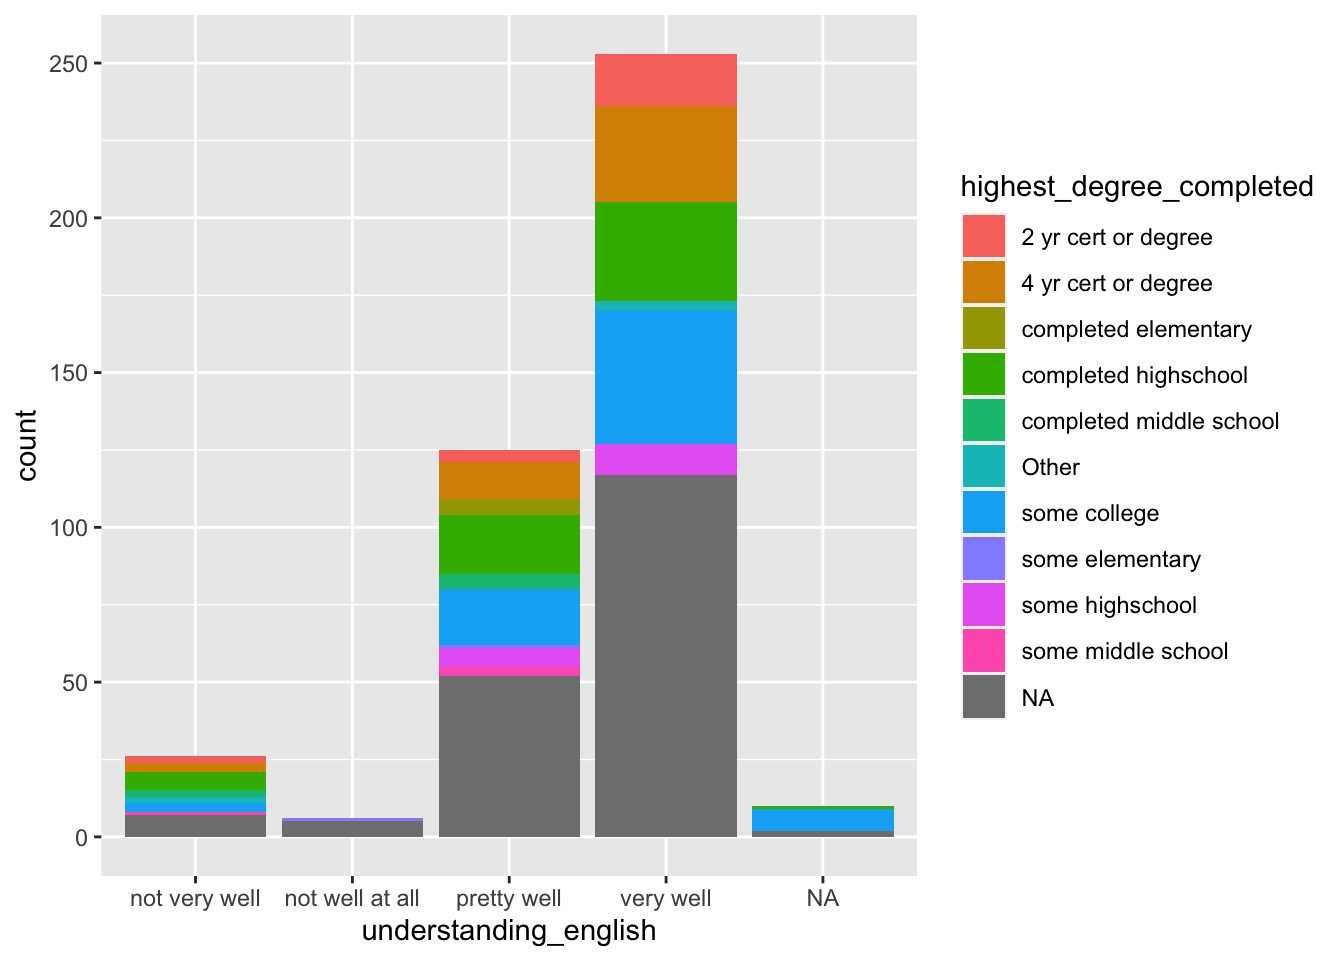 250
200
150
100
50
0
count
not very well
not well at all
pretty well
very well
NA
understanding_english
highest_degree_completed
2 yr cert or degree
4 yr cert or degree
completed elementary
completed highschool
completed middle school
Other
some college
some elementary
some highschool
some middle school
NA